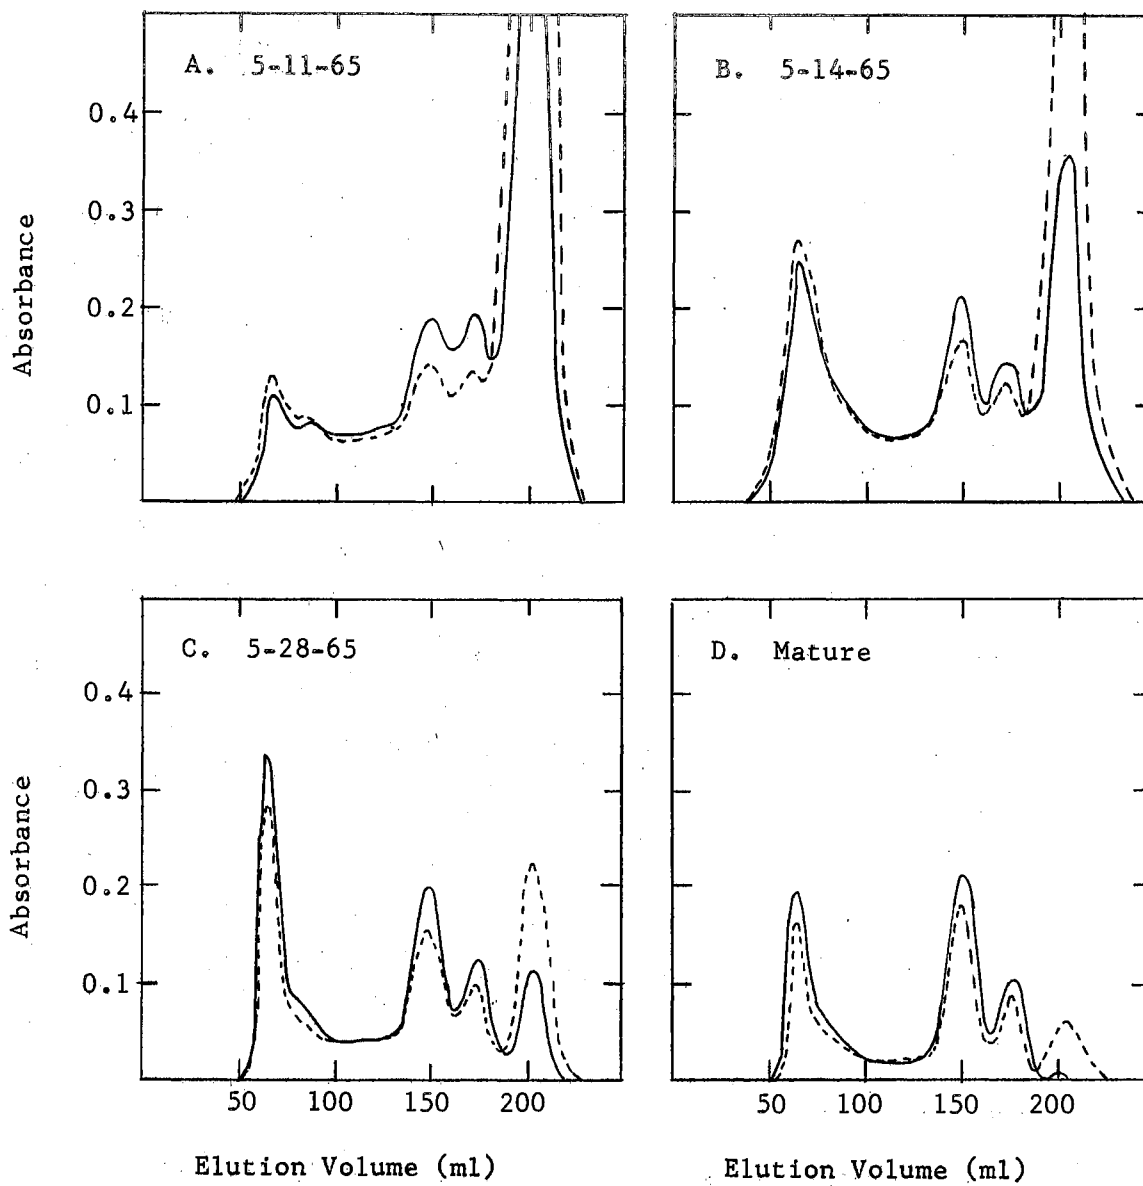 A. 5-11-65
B. 5-14-65
0.4
0.3
0.2
0.1
Absorbance
C. 5-28-65
D. Mature
0.4
0.3
0.2
0.1
Absorbance
50 100 150 200
50 100 150 200
Elution Volume (ml)
Elution Volume (ml)